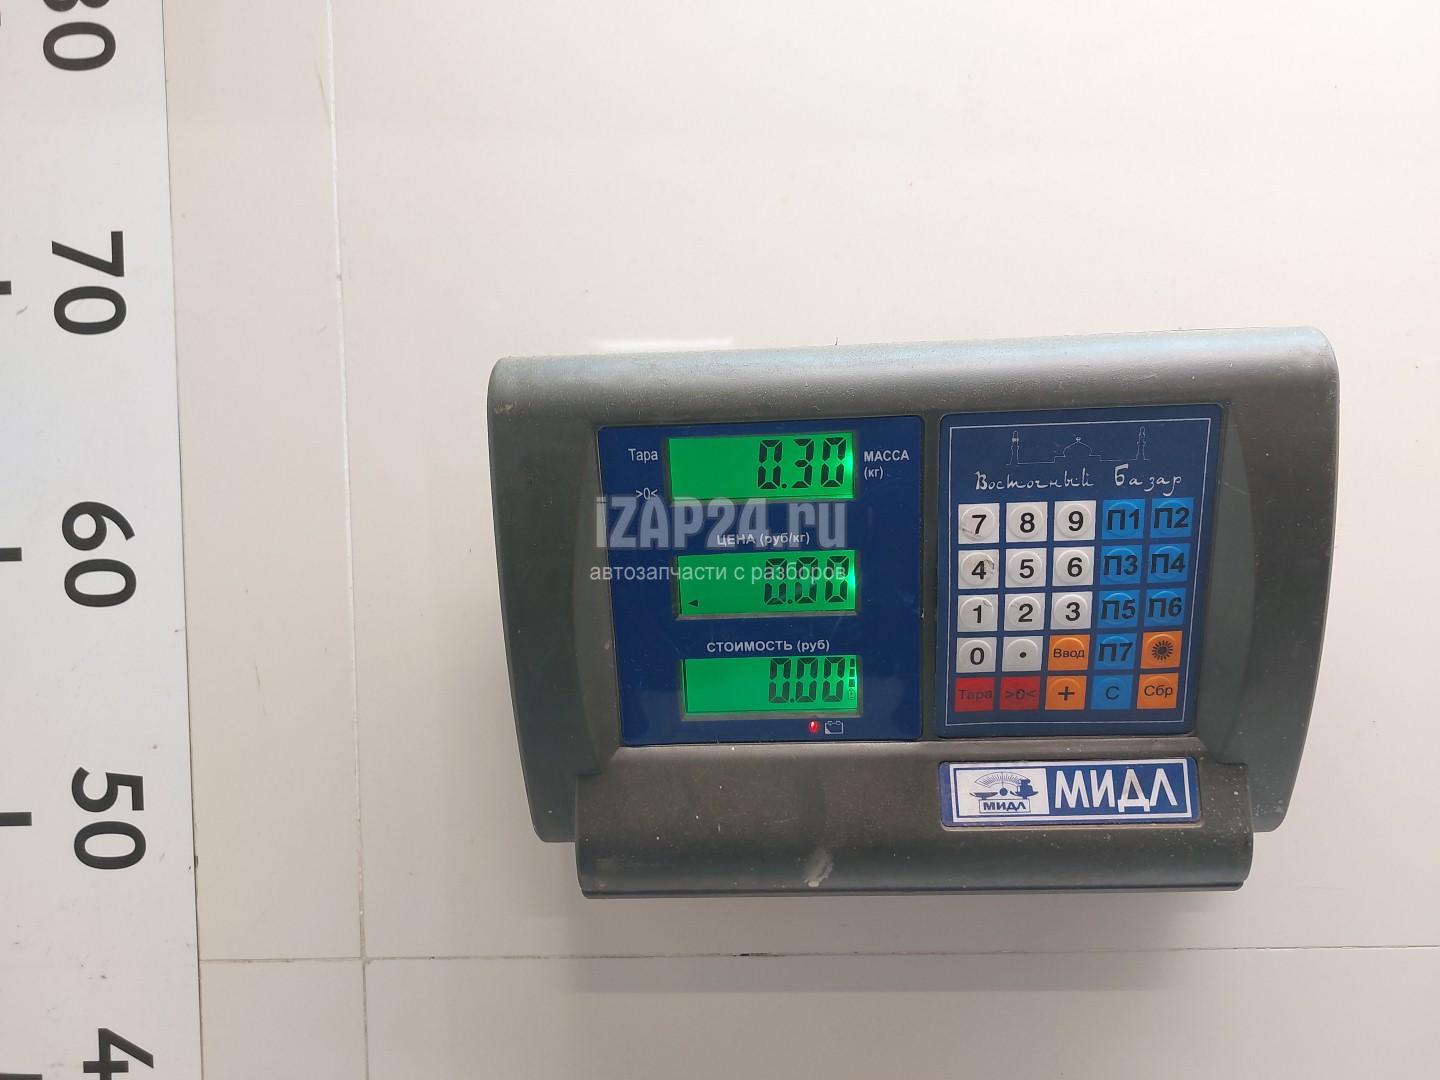 80
70
60
50
4
Тара
0.30
МАССА
(кг)
>0<
iZAP24.ru
ЦЕНА (руб/кг)
автозапчасти с разборов
0.00
СТОИМОСТЬ (руб)
0.00
Восточный Базар
7 8 9 П1 П2
4 5 6 П3 П4
1 2 3 П5 П6
0 . Ввод П7
Тара >0< + С Сбр
МИДЛ
МИДЛ